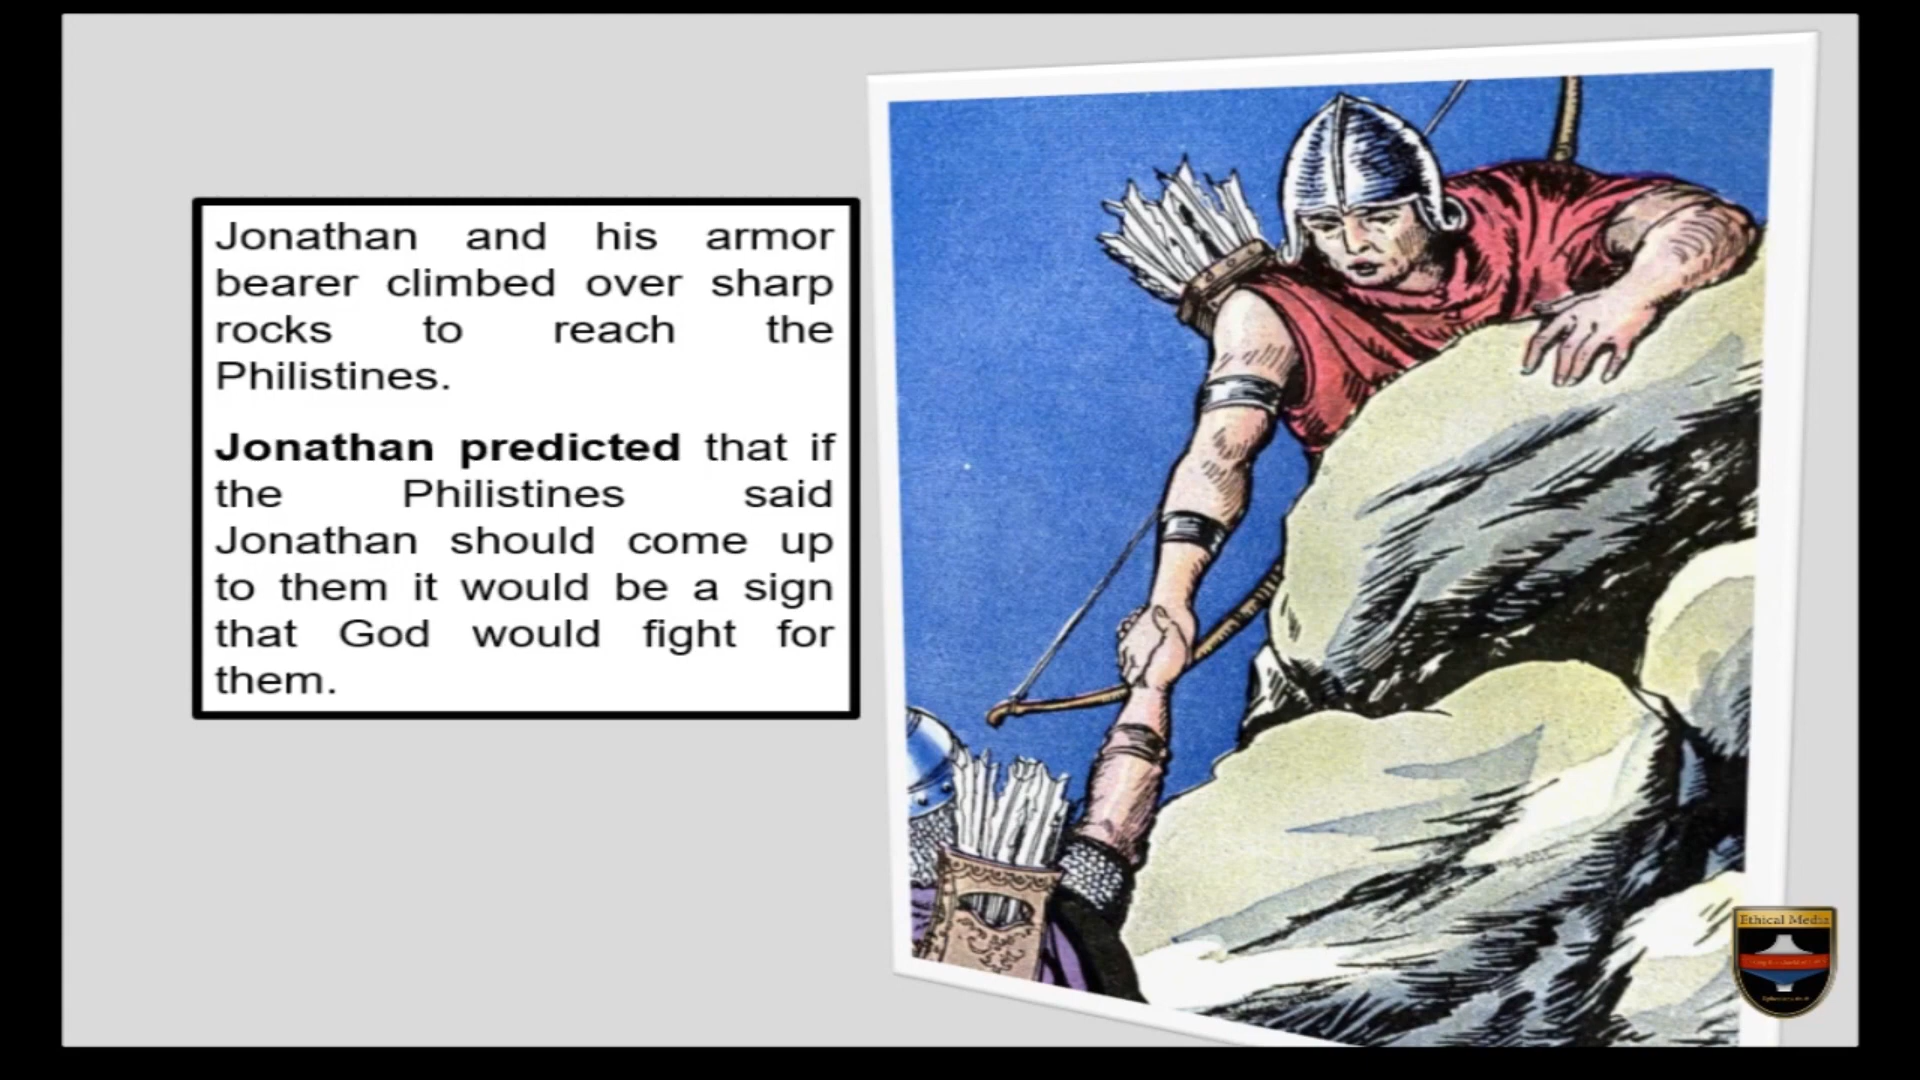 Jonathan and his armor
bearer climbed over sharp
rocks to reach the
Philistines.
Jonathan predicted that if
the Philistines said
Jonathan should come up
to them it would be a sign
that God would fight for
them.
Ethical Media